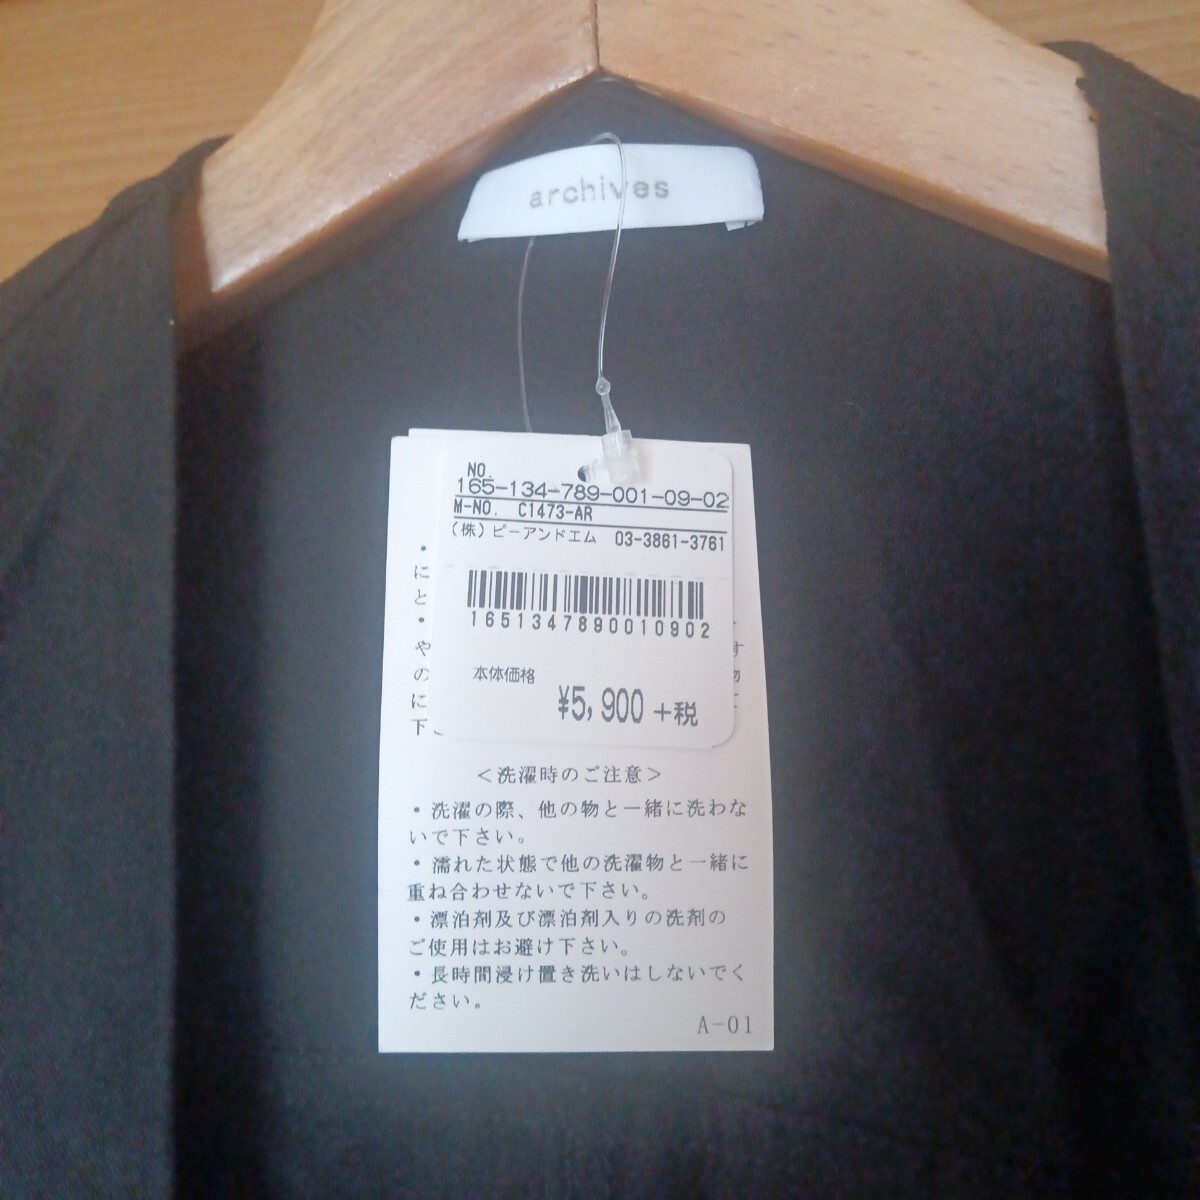 archives
NO.
165-134-789-001-09-02
M-NO. C1473-AR
(株)ピーアンドエム 03-3861-3761
1651347890010902
本体価格
¥5,900+税
・
に
と
・
や
の
に
下
<洗濯時のご注意>
・洗濯の際、他の物と一緒に洗わな
いで下さい。
・濡れた状態で他の洗濯物と一緒に
重ね合わせないで下さい。
・漂泊剤及び漂泊剤入りの洗剤の
ご使用はお避け下さい。
・長時間浸け置き洗いはしないでく
ださい。
A-01